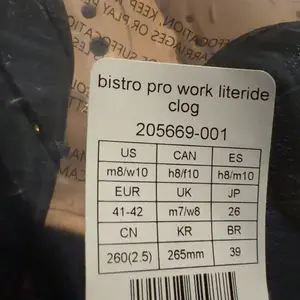 bistro pro work literide
clog
205669-001
US CAN ES
m8/w10 h8/f10 h8/m10
EUR UK JP
41-42 m7/w8 26
CN KR BR
260(2.5) 265mm 39